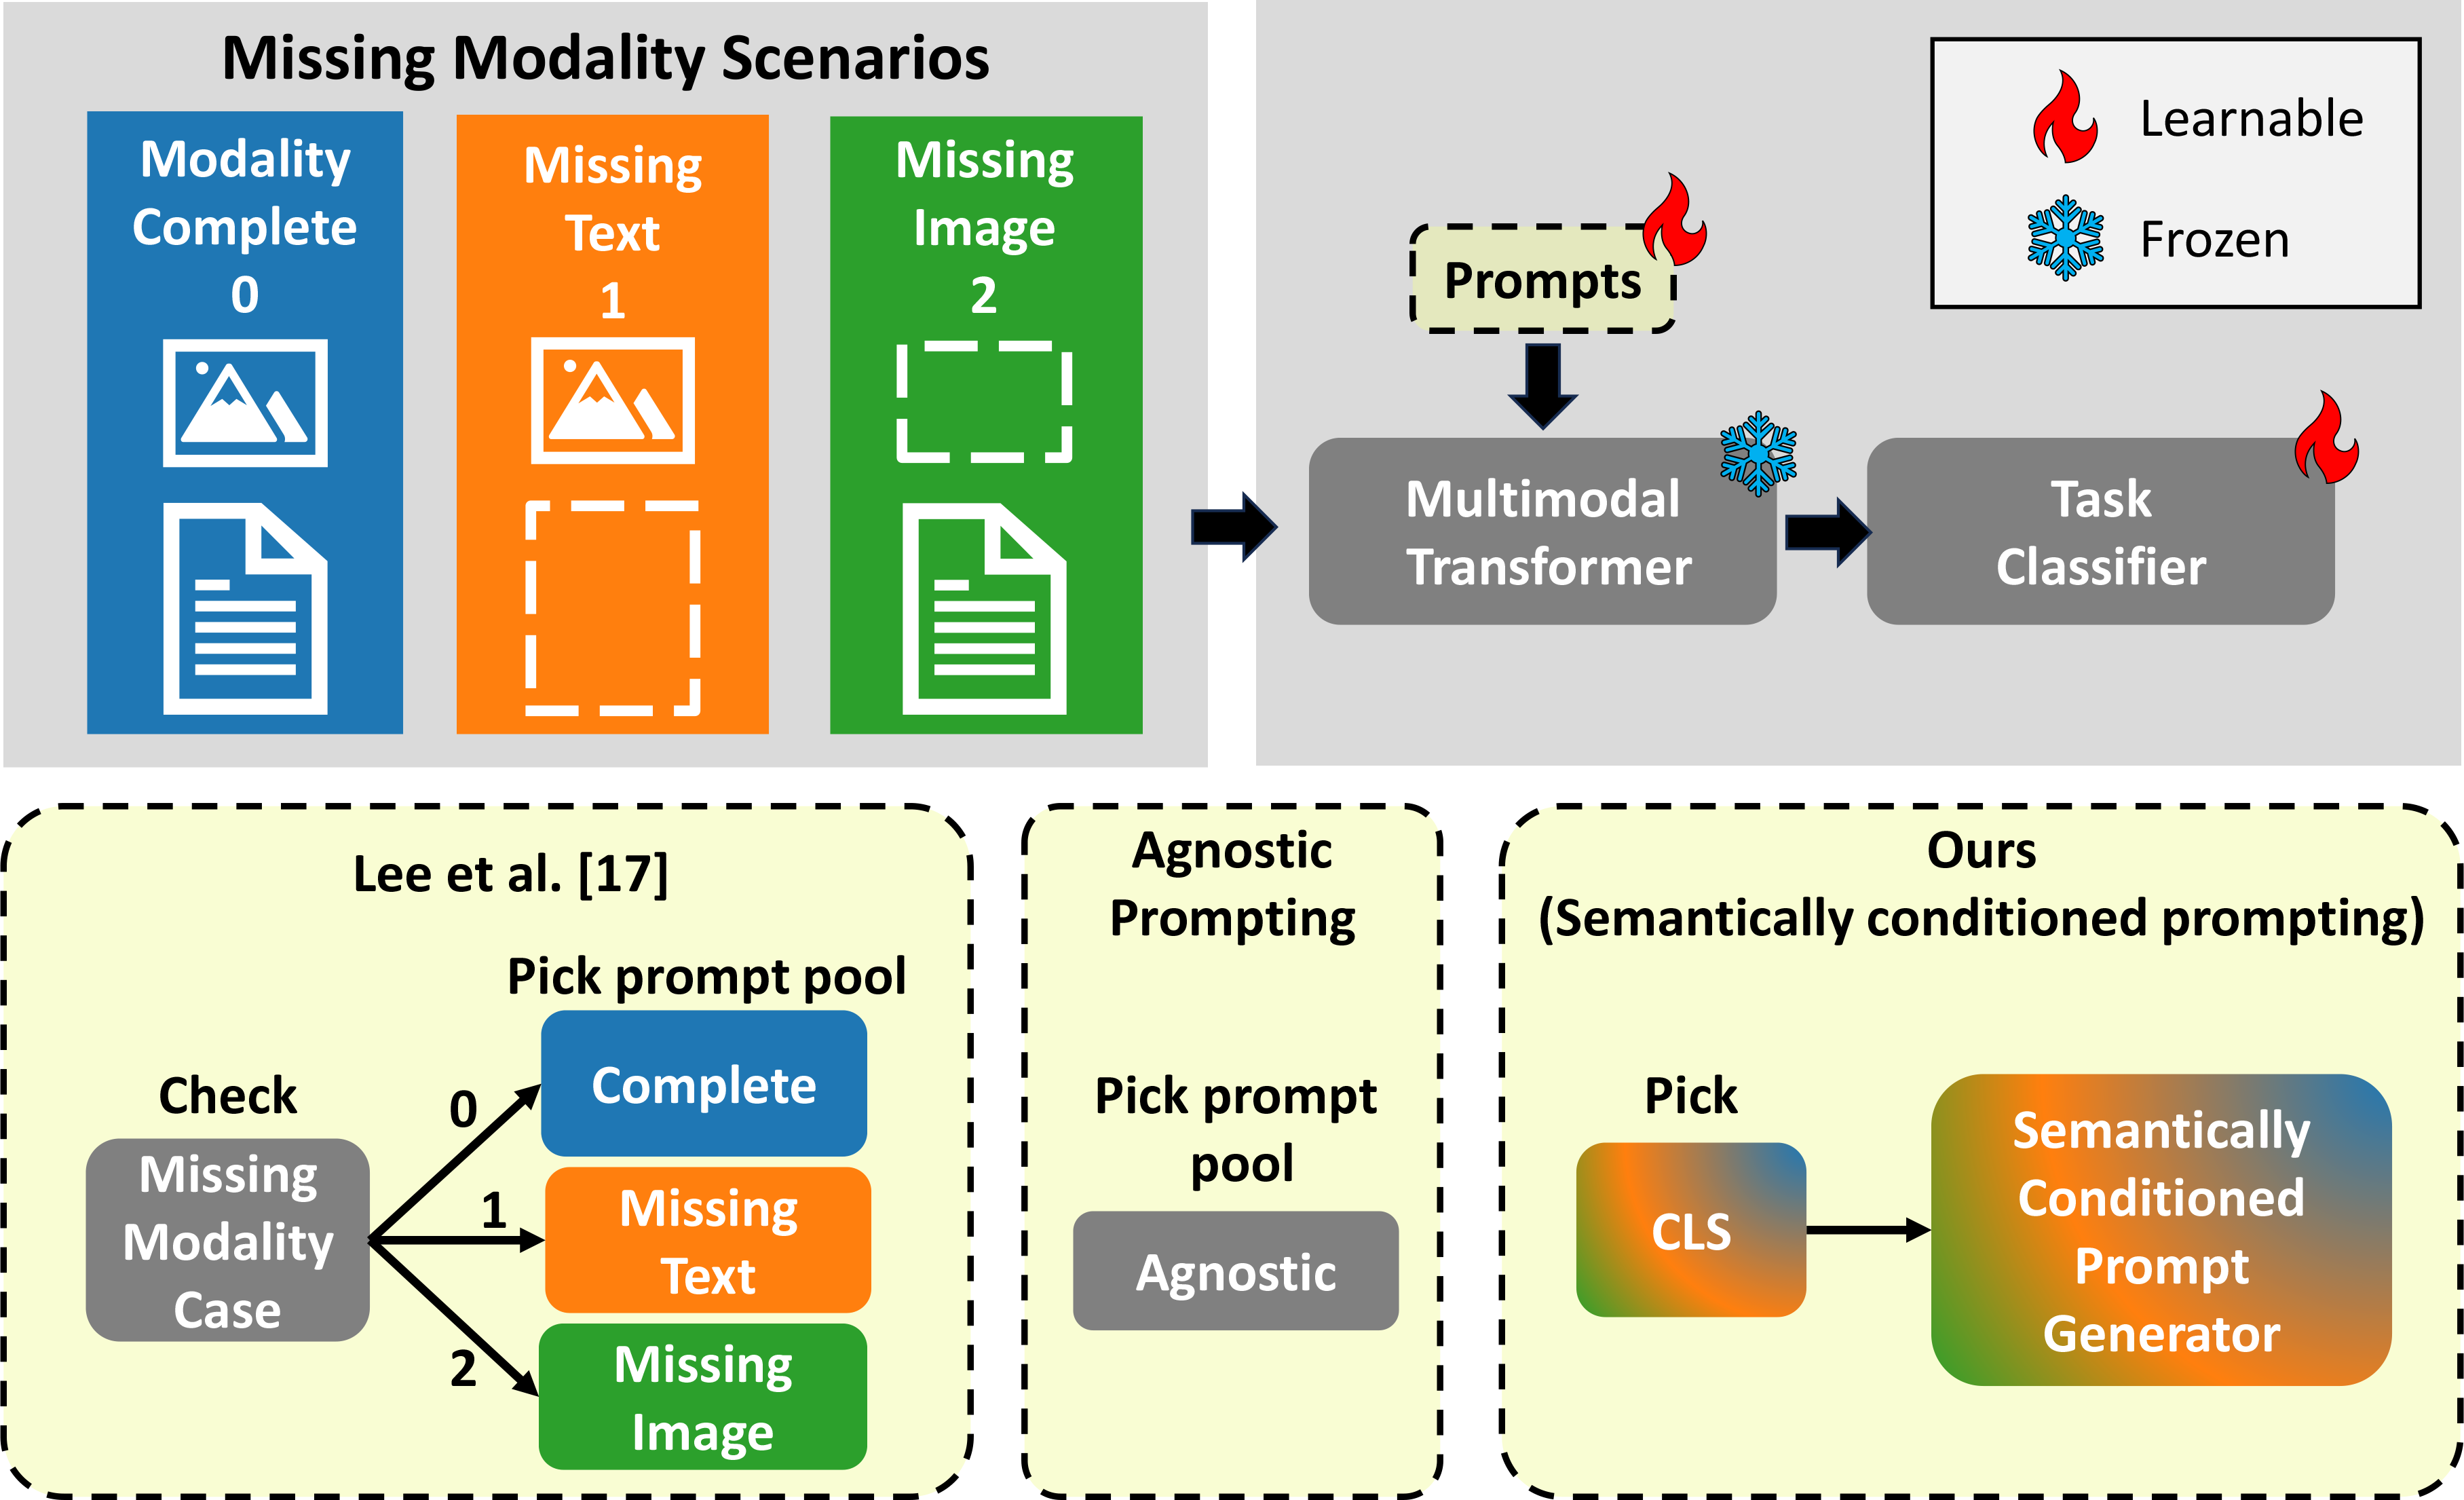 Missing Modality Scenarios
Modality
Complete
0
Missing
Text
1
Missing
Image
2
Prompts
Learnable
Frozen
Multimodal
Transformer
Task
Classifier
Lee et al. [17]
Pick prompt pool
Check
Missing
Modality
Case
0
1
2
Complete
Missing
Text
Missing
Image
Agnostic
Prompting
Pick prompt
pool
Agnostic
Ours
(Semantically conditioned prompting)
Pick
CLS
Semantically
Conditioned
Prompt
Generator